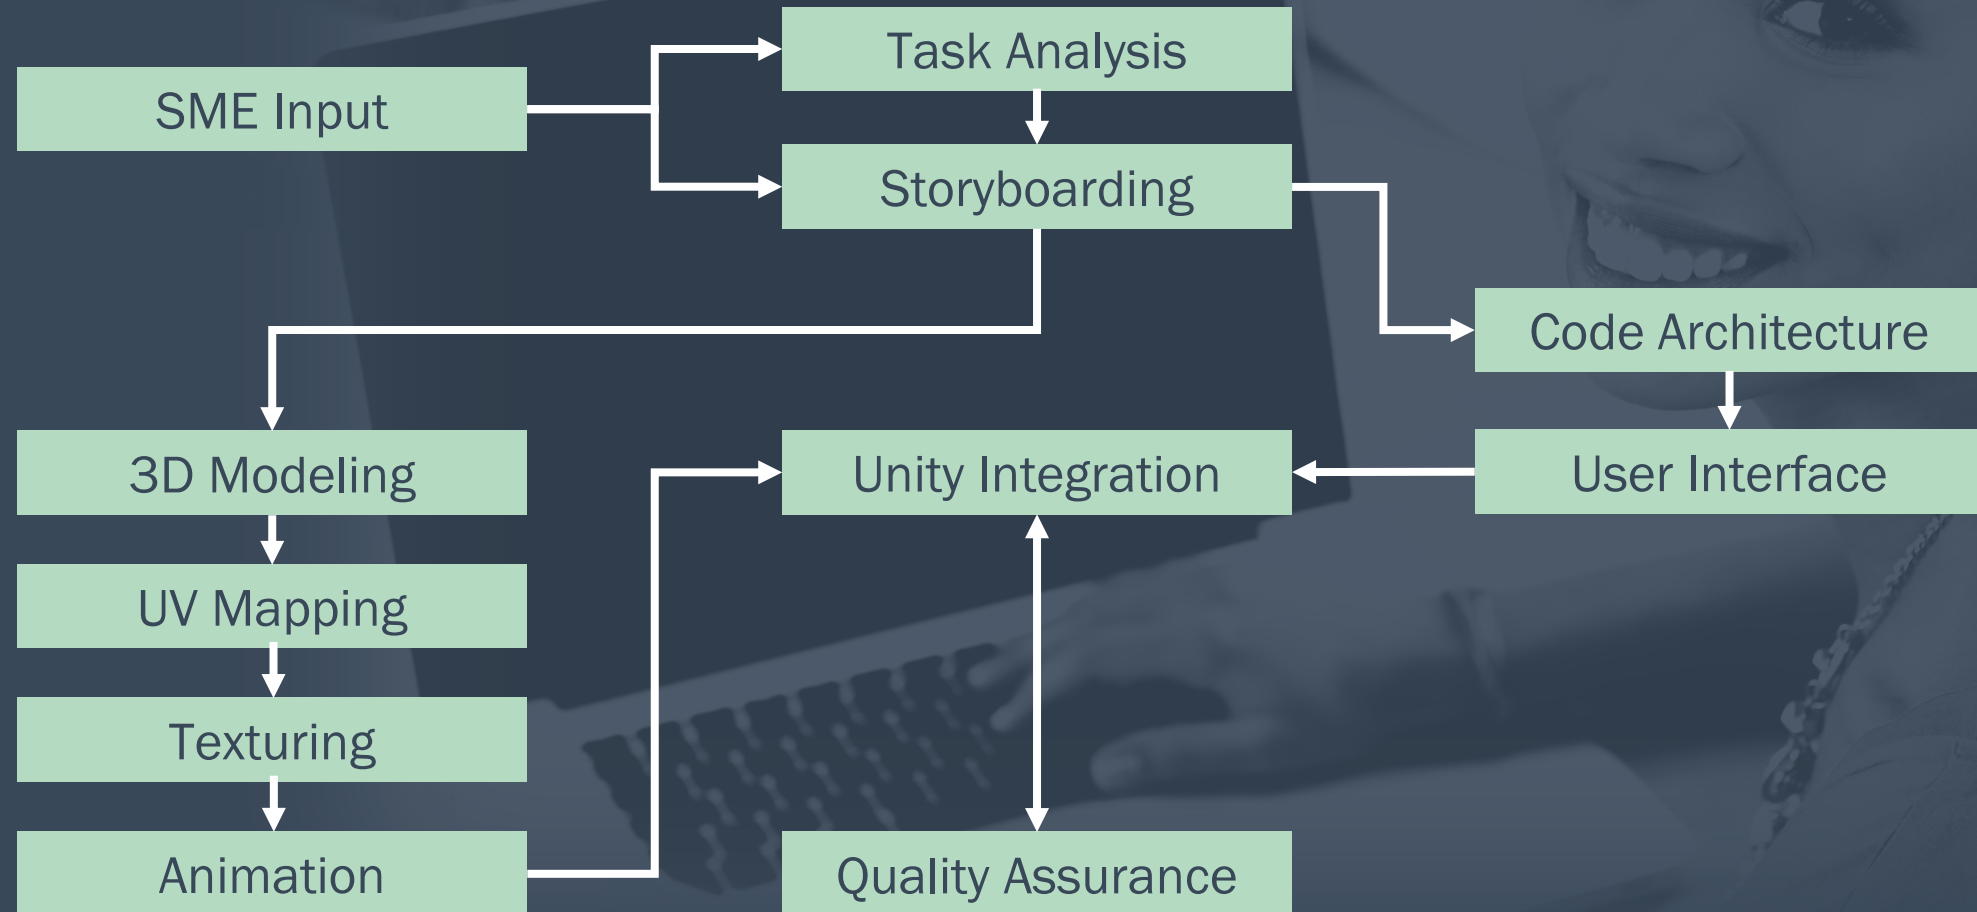 Task Analysis
SME Input
Storyboarding
Code Architecture
3D Modeling
Unity Integration
User Interface
UV Mapping
Texturing
Animation
Quality Assurance